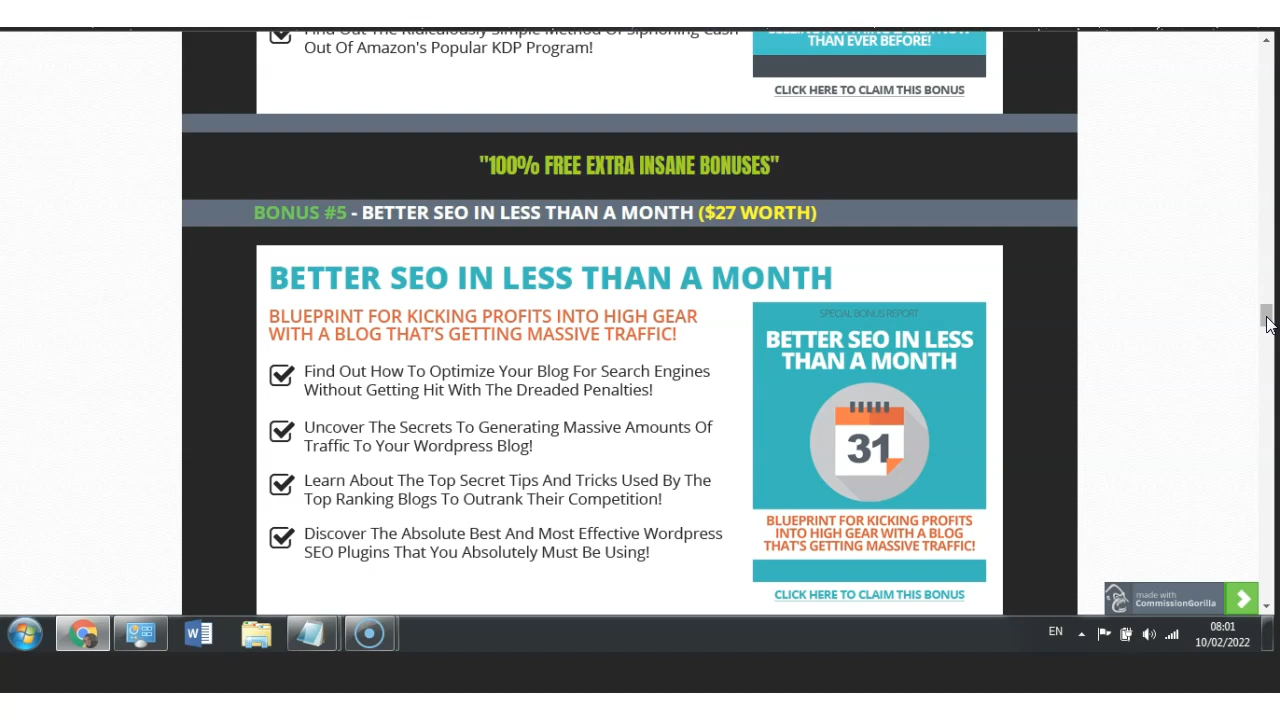 Find Out The Ridiculously Simple Method Of Siphoning Cash
Out Of Amazon's Popular KDP Program!
THAN EVER BEFORE!
CLICK HERE TO CLAIM THIS BONUS
"100% FREE EXTRA INSANE BONUSES"
BONUS #5 - BETTER SEO IN LESS THAN A MONTH ($27 WORTH)
BETTER SEO IN LESS THAN A MONTH
BLUEPRINT FOR KICKING PROFITS INTO HIGH GEAR
WITH A BLOG THAT'S GETTING MASSIVE TRAFFIC!
Find Out How To Optimize Your Blog For Search Engines
Without Getting Hit With The Dreaded Penalties!
Uncover The Secrets To Generating Massive Amounts Of
Traffic To Your Wordpress Blog!
Learn About The Top Secret Tips And Tricks Used By The
Top Ranking Blogs To Outrank Their Competition!
Discover The Absolute Best And Most Effective Wordpress
SEO Plugins That You Absolutely Must Be Using!
SPECIAL BONUS REPORT
BETTER SEO IN LESS
THAN A MONTH
31
BLUEPRINT FOR KICKING PROFITS
INTO HIGH GEAR WITH A BLOG
THAT'S GETTING MASSIVE TRAFFIC!
CLICK HERE TO CLAIM THIS BONUS
made with
CommissionGorilla
W
EN
08:01
10/02/2022